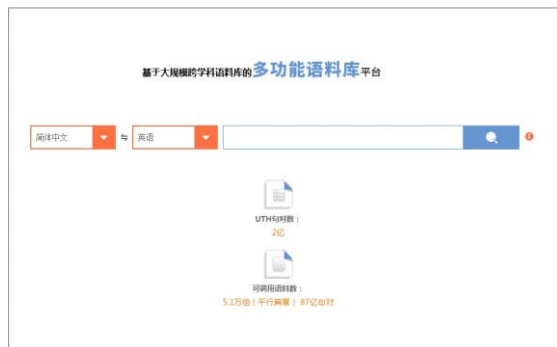 基于大规模跨学科语料库的多功能语料库平台
简体中文 ⇋ 英语
UTH句对数：
2亿
可调用语料数：
5.1万组（平行篇章） 87亿句对